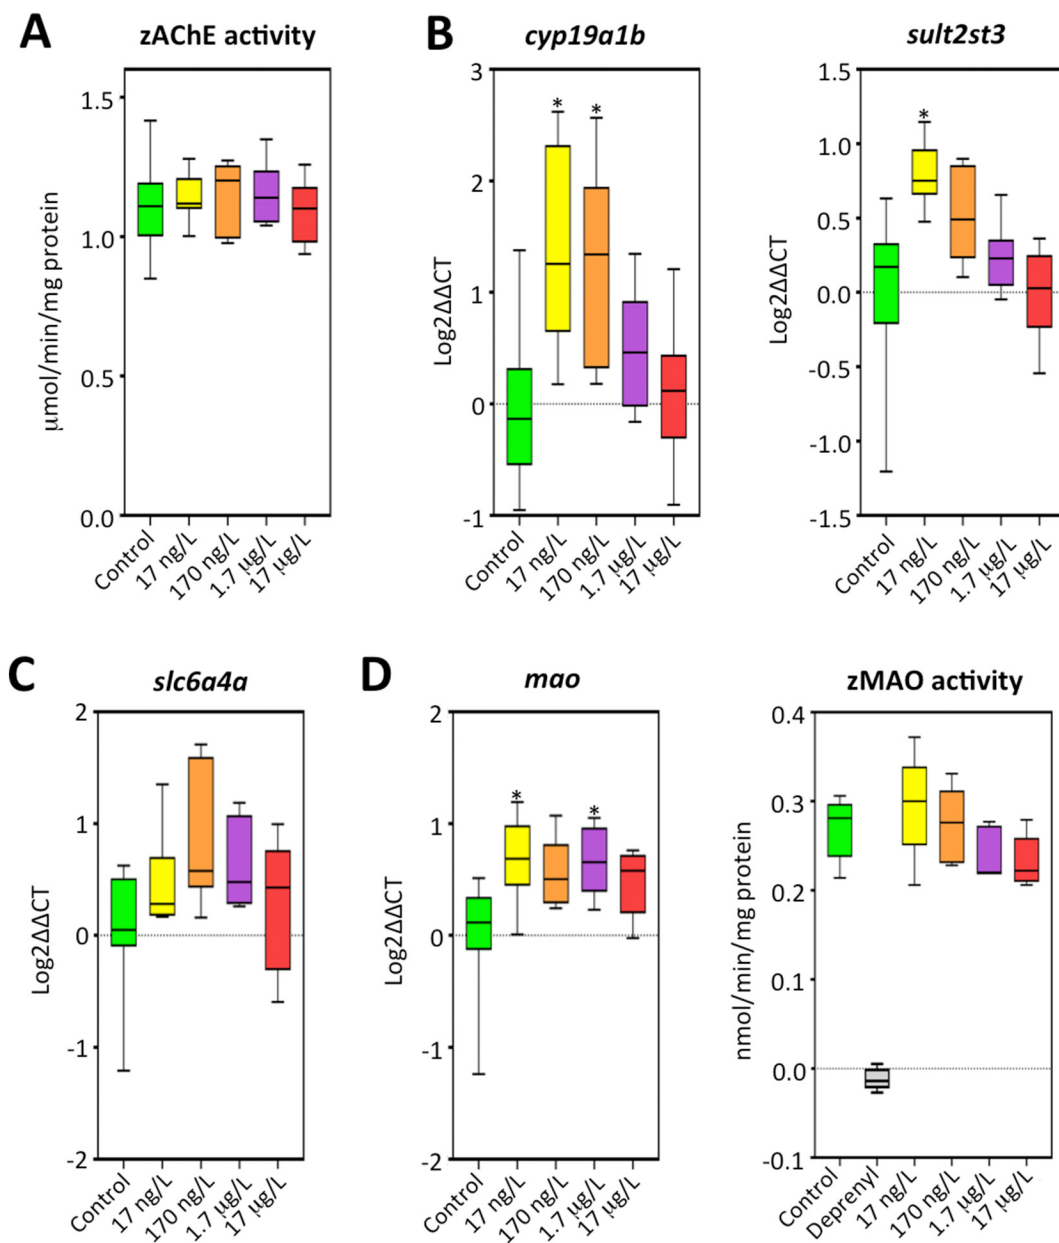 A
zAChE activity
μmol/min/mg protein
1.5
1.0
0.5
0.0
Control
17 ng/L
170 ng/L
1.7 μg/L
17 μg/L
B
cyp19a1b
Log2ΔΔCT
3
2
1
0
-1
*
*
Control
17 ng/L
170 ng/L
1.7 μg/L
17 μg/L
sult2st3
Log2ΔΔCT
1.5
1.0
0.5
0.0
-0.5
-1.0
-1.5
*
Control
17 ng/L
170 ng/L
1.7 μg/L
17 μg/L
C
slc6a4a
Log2ΔΔCT
2
1
0
-1
-2
Control
17 ng/L
170 ng/L
1.7 μg/L
17 μg/L
D
mao
Log2ΔΔCT
2
1
0
-1
-2
*
*
Control
17 ng/L
170 ng/L
1.7 μg/L
17 μg/L
zMAO activity
nmol/min/mg protein
0.4
0.3
0.2
0.1
0.0
-0.1
Control
Deprenyl
17 ng/L
170 ng/L
1.7 μg/L
17 μg/L